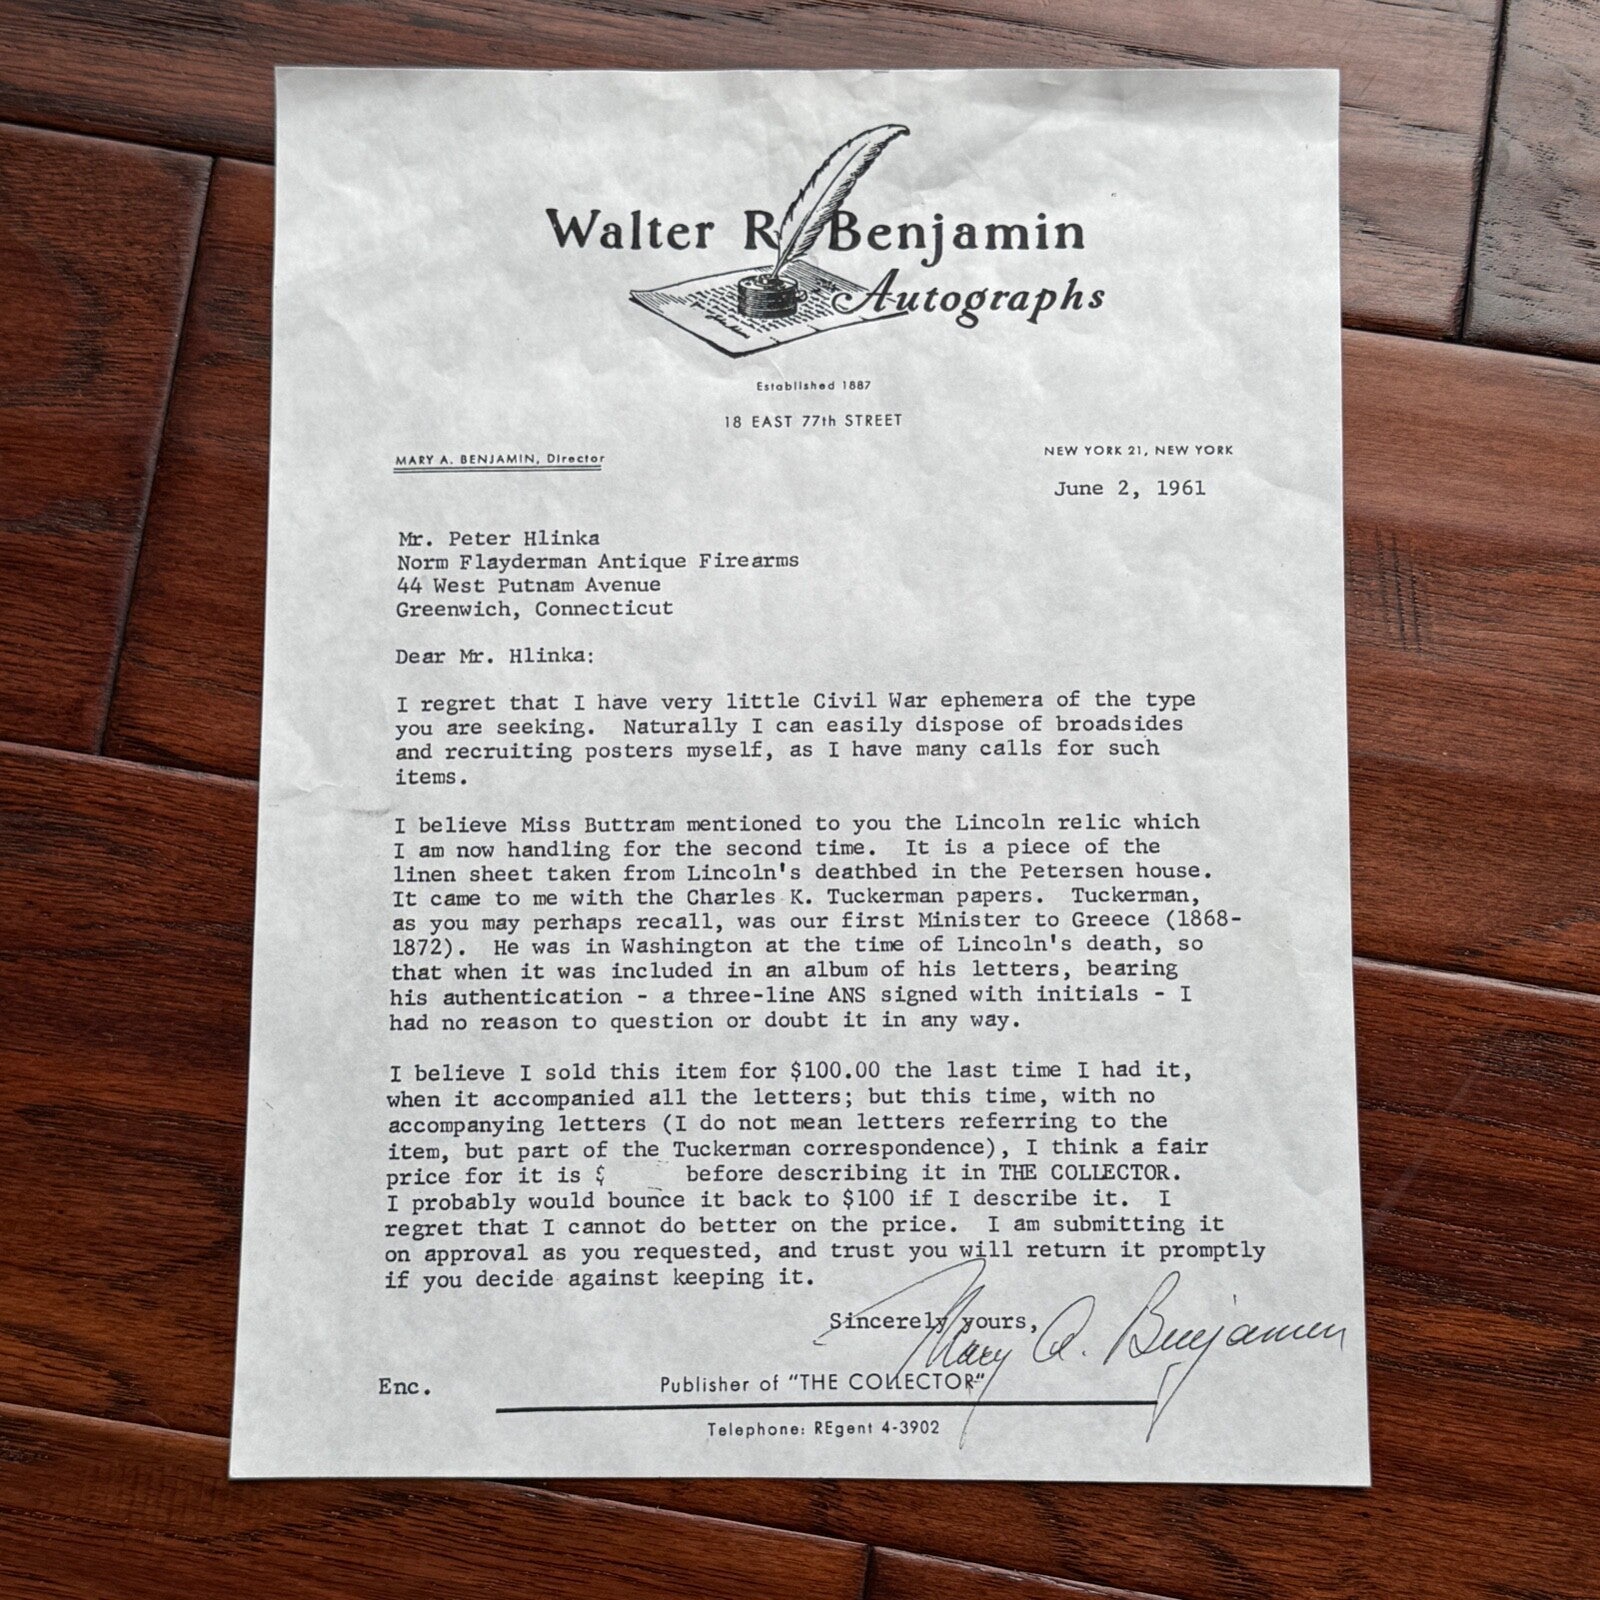 Walter R. Benjamin
Autographs
Established 1887
18 EAST 77th STREET
MARY A. BENJAMIN, Director
NEW YORK 21, NEW YORK
June 2, 1961
Mr. Peter Hlinka
Norm Flayderman Antique Firearms
44 West Putnam Avenue
Greenwich, Connecticut
Dear Mr. Hlinka:
I regret that I have very little Civil War ephemera of the type
you are seeking. Naturally I can easily dispose of broadsides
and recruiting posters myself, as I have many calls for such
items.
I believe Miss Buttram mentioned to you the Lincoln relic which
I am now handling for the second time. It is a piece of the
linen sheet taken from Lincoln's deathbed in the Petersen house.
It came to me with the Charles K. Tuckerman papers. Tuckerman,
as you may perhaps recall, was our first Minister to Greece (1868-
1872). He was in Washington at the time of Lincoln's death, so
that when it was included in an album of his letters, bearing
his authentication - a three-line ANS signed with initials - I
had no reason to question or doubt it in any way.
I believe I sold this item for $100.00 the last time I had it,
when it accompanied all the letters; but this time, with no
accompanying letters (I do not mean letters referring to the
item, but part of the Tuckerman correspondence), I think a fair
price for it is $ before describing it in THE COLLECTOR.
I probably would bounce it back to $100 if I describe it. I
regret that I cannot do better on the price. I am submitting it
on approval as you requested, and trust you will return it promptly
if you decide against keeping it.
Sincerely yours,
Mary A. Benjamin
Enc.
Publisher of "THE COLLECTOR"
Telephone: REgent 4-3902